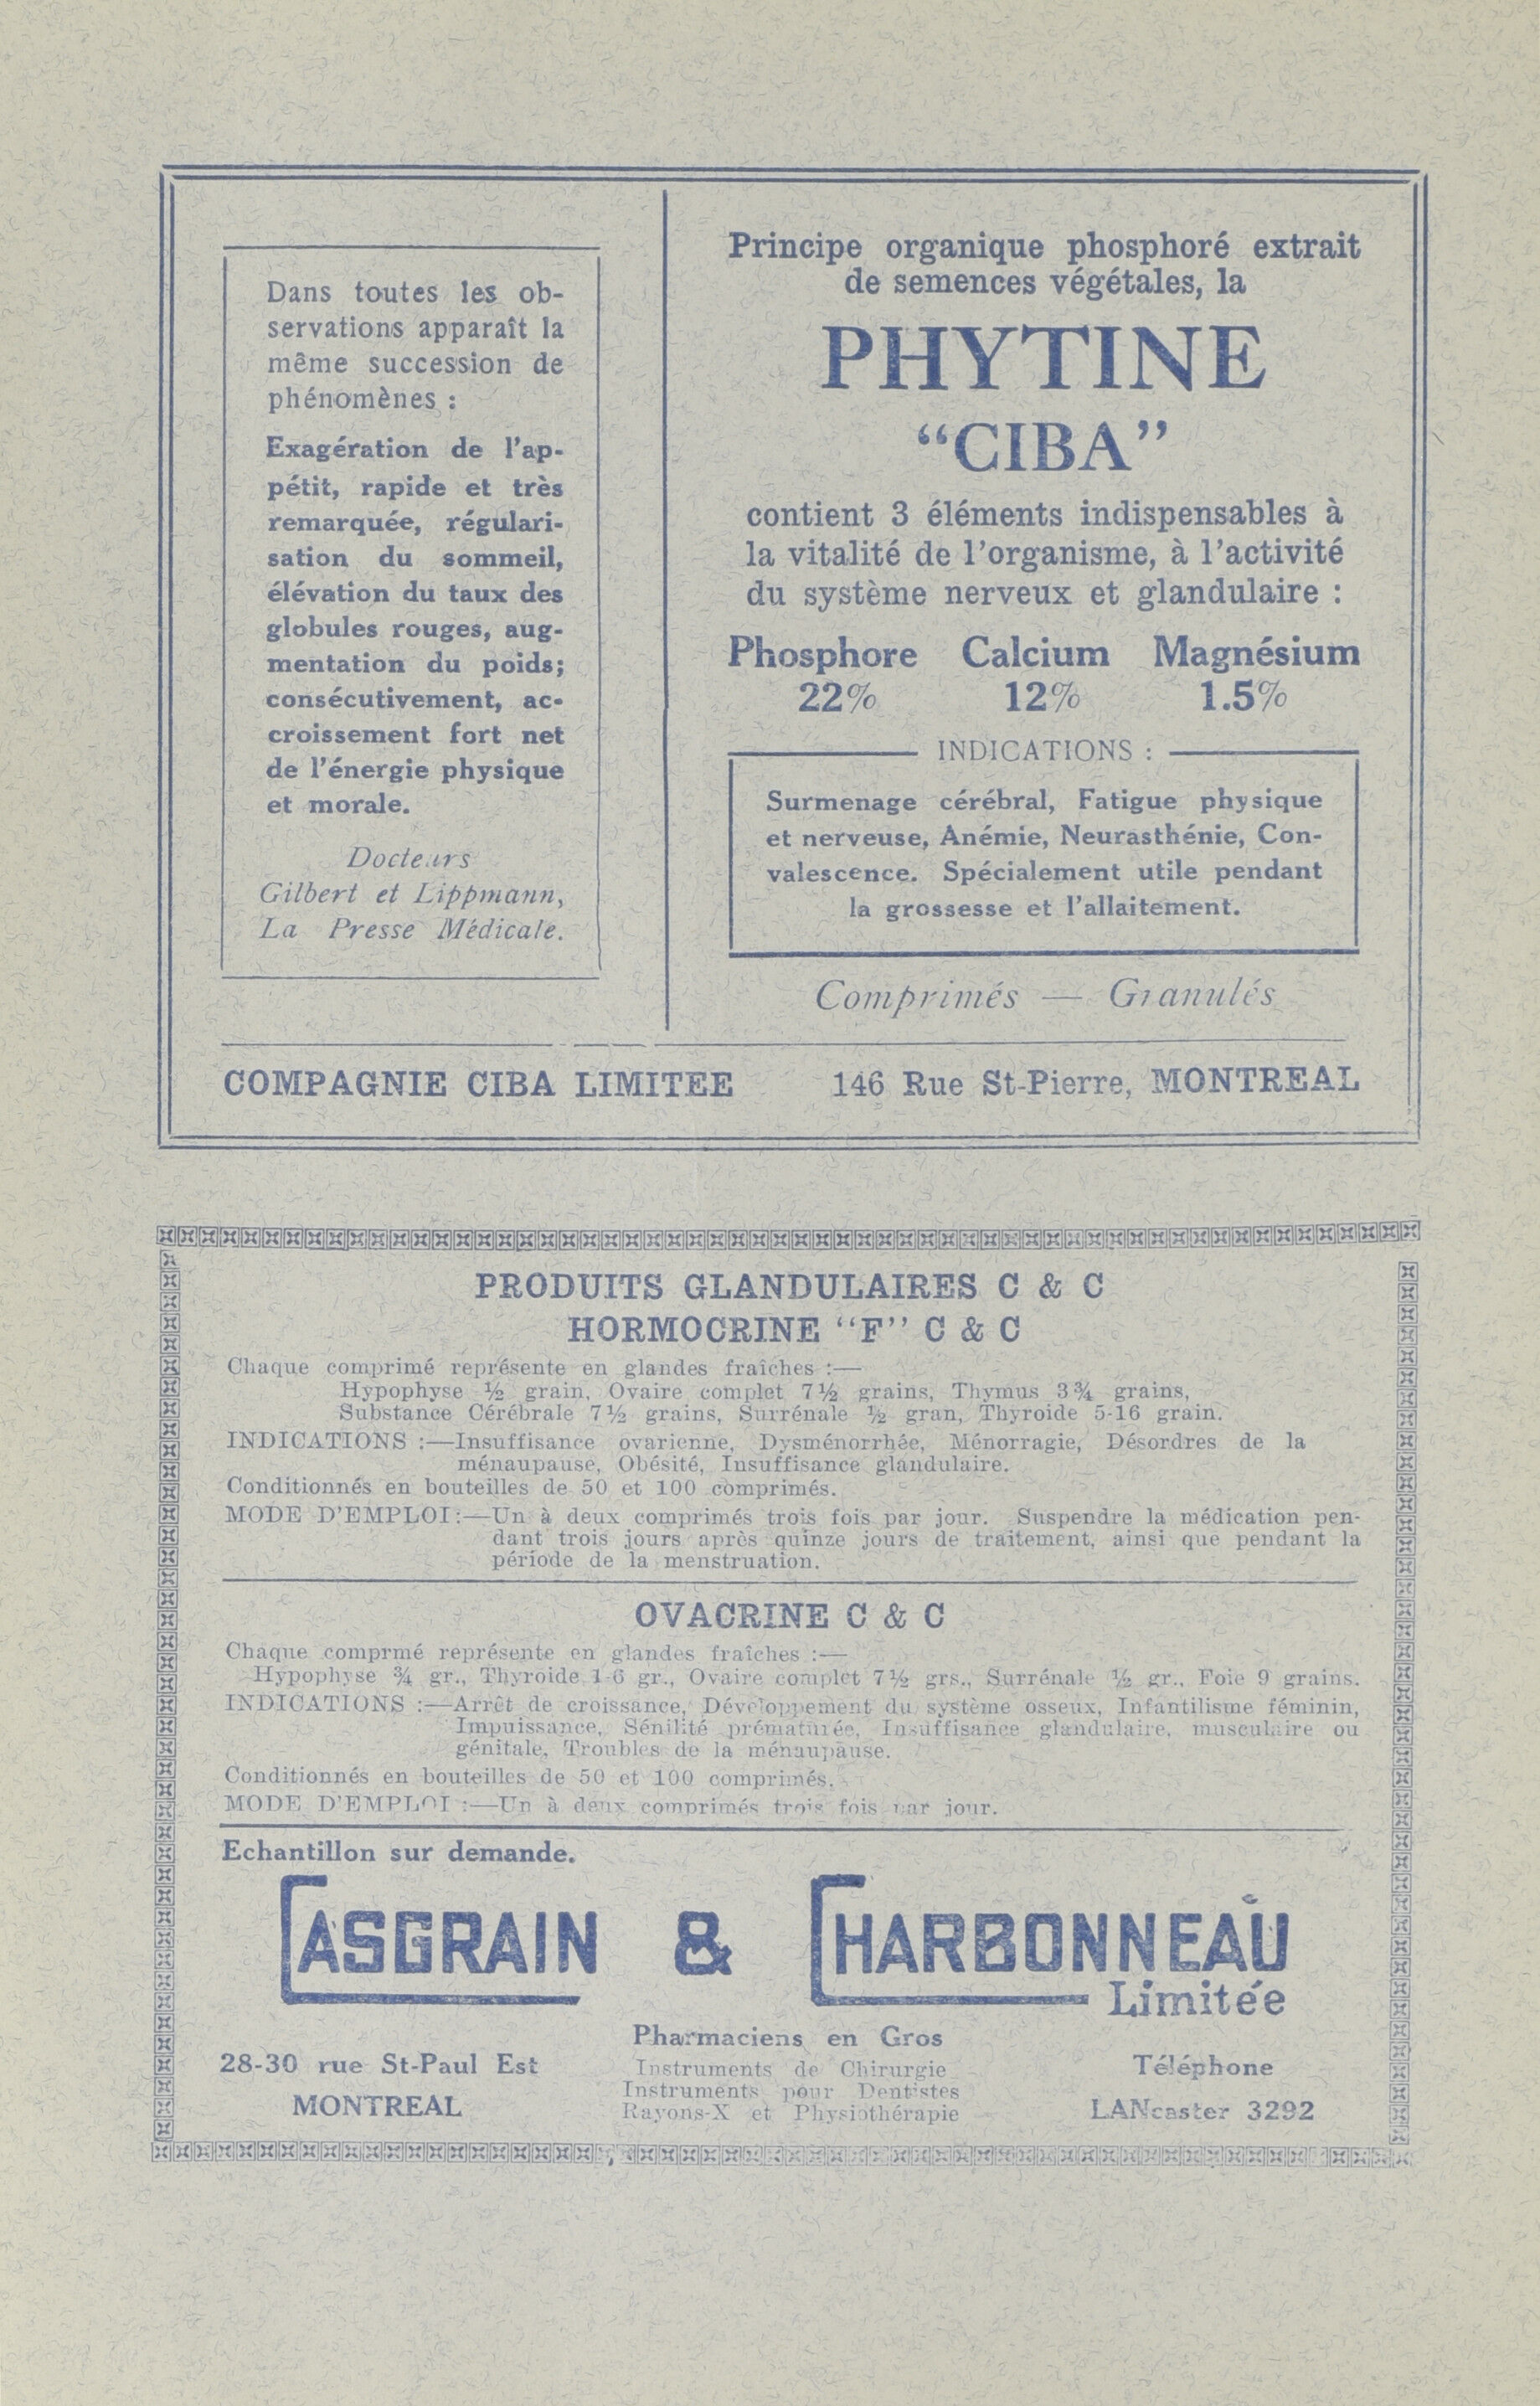 Dans toutes les ob-
servations apparaît la
même succession de
phénomènes :
Exagération de l'ap-
pétit, rapide et très
remarquée, régulari-
sation du sommeil,
élévation du taux des
globules rouges, aug-
mentation du poids;
consécutivement, ac-
croissement fort net
de l'énergie physique
et morale.
Docteurs
Gilbert et Lippmann,
La Presse Médicale.
Principe organique phosphoré extrait
de semences végétales, la
PHYTINE
"CIBA"
contient 3 éléments indispensables à
la vitalité de l'organisme, à l'activité
du système nerveux et glandulaire :
Phosphore Calcium Magnésium
22% 12% 1.5%
INDICATIONS :
Surmenage cérébral, Fatigue physique
et nerveuse, Anémie, Neurasthénie, Con-
valescence. Spécialement utile pendant
la grossesse et l'allaitement.
Comprimés — Granulés
COMPAGNIE CIBA LIMITEE 146 Rue St-Pierre, MONTREAL
PRODUITS GLANDULAIRES C & C
HORMOCRINE "F" C & C
Chaque comprimé représente en glandes fraîches :—
Hypophyse ½ grain, Ovaire complet 7½ grains, Thymus 3¾ grains,
Substance Cérébrale 7½ grains, Surrénale ½ gran, Thyroide 5-16 grain.
INDICATIONS :—Insuffisance ovarienne, Dysménorrhée, Ménorragie, Désordres de la
ménaupause, Obésité, Insuffisance glandulaire.
Conditionnés en bouteilles de 50 et 100 comprimés.
MODE D'EMPLOI:—Un à deux comprimés trois fois par jour. Suspendre la médication pen-
dant trois jours après quinze jours de traitement, ainsi que pendant la
période de la menstruation.
OVACRINE C & C
Chaque comprmé représente en glandes fraîches :—
Hypophyse ¾ gr., Thyroide 1-6 gr., Ovaire complet 7½ grs., Surrénale ½ gr., Foie 9 grains.
INDICATIONS :—Arrêt de croissance, Développement du système osseux, Infantilisme féminin,
Impuissance, Sénilité prématurée, Insuffisance glandulaire, musculaire ou
génitale, Troubles de la ménaupause.
Conditionnés en bouteilles de 50 et 100 comprimés.
MODE D'EMPLOI :—Un à deux comprimés trois fois par jour.
Echantillon sur demande.
CASGRAIN & CHARBONNEAU
Limitée
Pharmaciens en Gros
28-30 rue St-Paul Est
MONTREAL
Instruments de Chirurgie
Instruments pour Dentistes
Rayons-X et Physiothérapie
Téléphone
LANcaster 3292